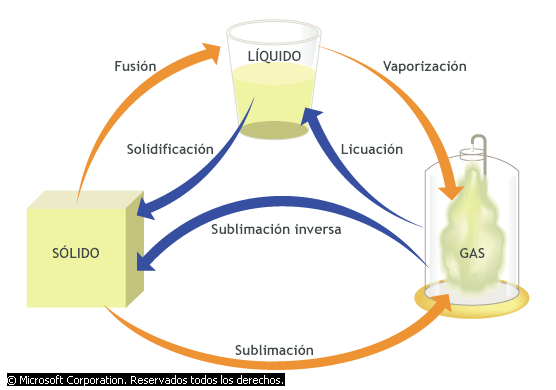 LÍQUIDO
Fusión
Vaporización
Solidificación
Licuación
Sublimación inversa
SÓLIDO
GAS
Sublimación
© Microsoft Corporation. Reservados todos los derechos.